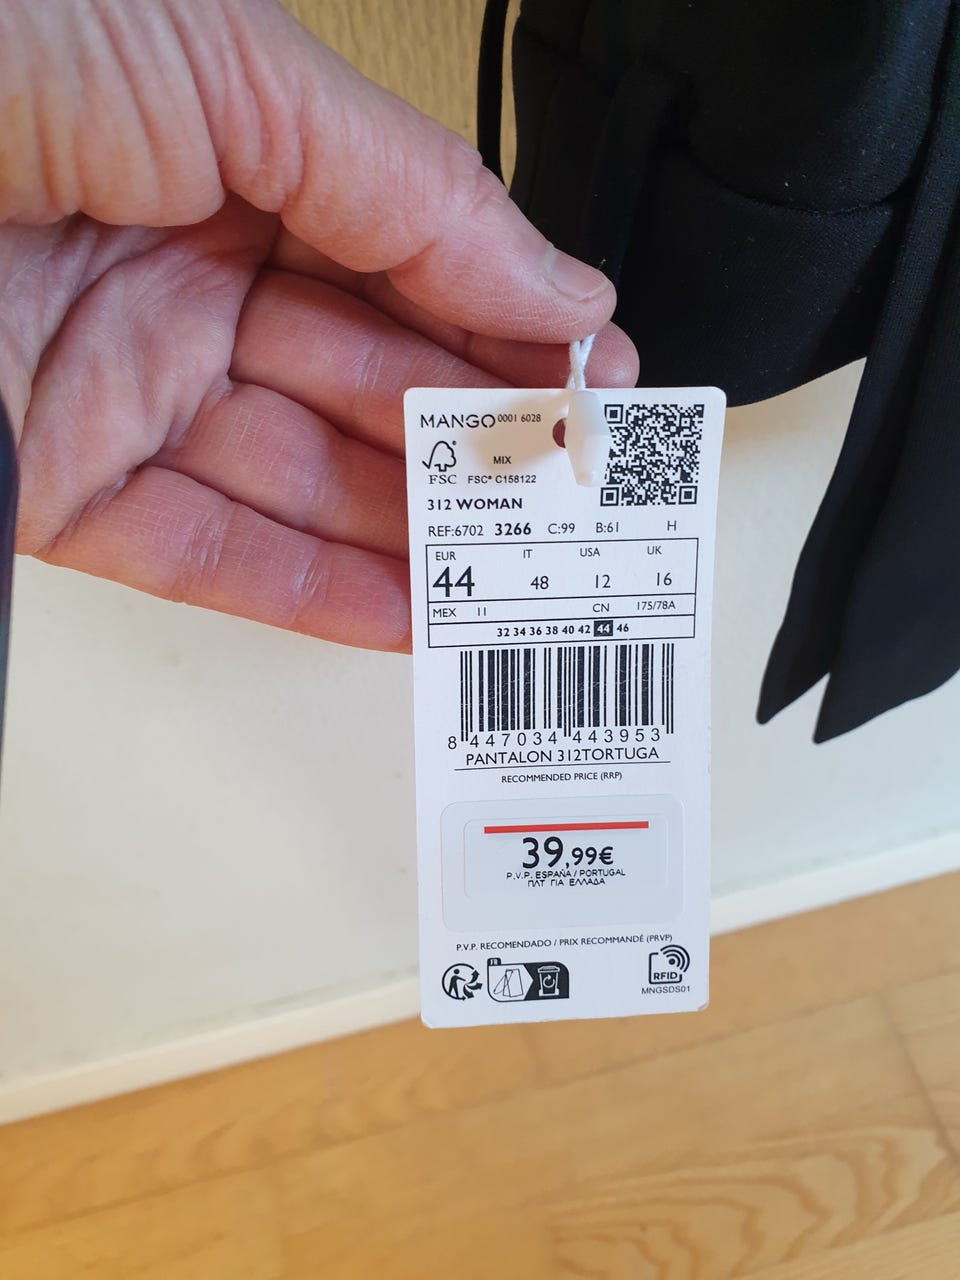 MANGO 0001 6028
MIX
FSC FSC® C158122
312 WOMAN
REF:6702 3266 C:99 B:61 H
EUR IT USA UK
44 48 12 16
MEX 11 CN 175/78A
32 34 36 38 40 42 44 46
8 447034 443953
PANTALON 312TORTUGA
RECOMMENDED PRICE (RRP)
39,99€
P.V.P. ESPAÑA / PORTUGAL
ΠΛΤ ΓΙΑ ΕΛΛΑΔΑ
P.V.P. RECOMENDADO / PRIX RECOMMANDÉ (PRVP)
FR
RFID
MNGSDS01